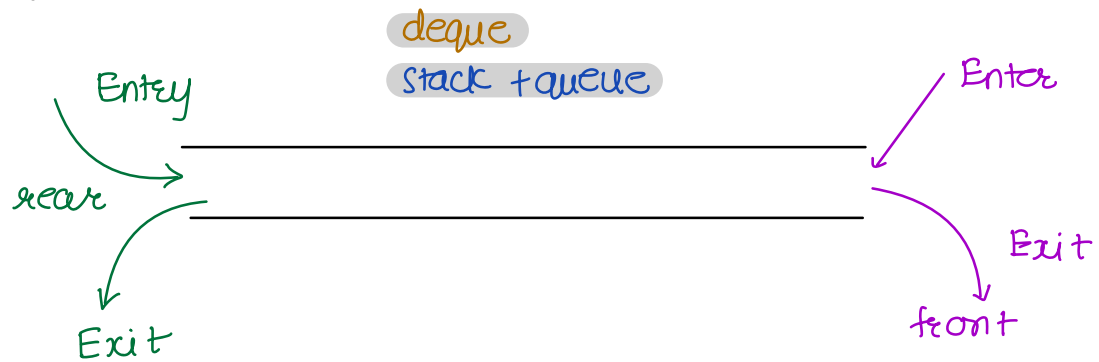 deque
stack + queue
Entry
Enter
rear
Exit
Exit
front